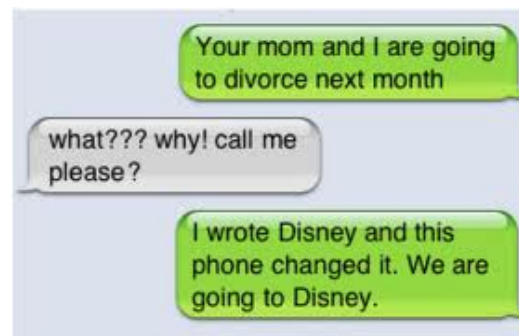 Your mom and I are going
to divorce next month
what??? why! call me
please?
I wrote Disney and this
phone changed it. We are
going to Disney.